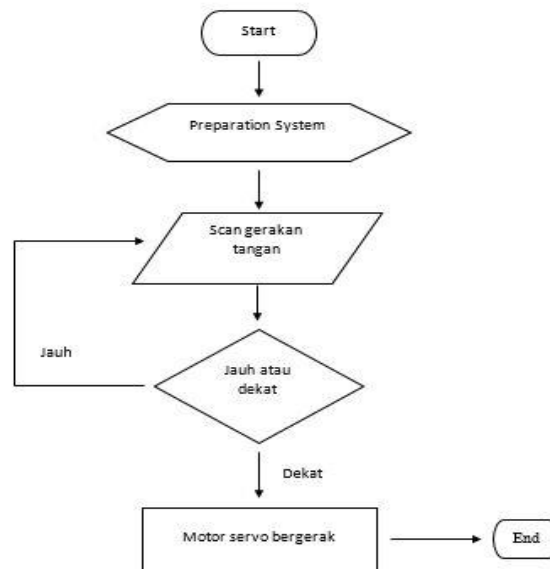 Start
Preparation System
Scan gerakan
tangan
Jauh
Jauh atau
dekat
Dekat
Motor servo bergerak
End